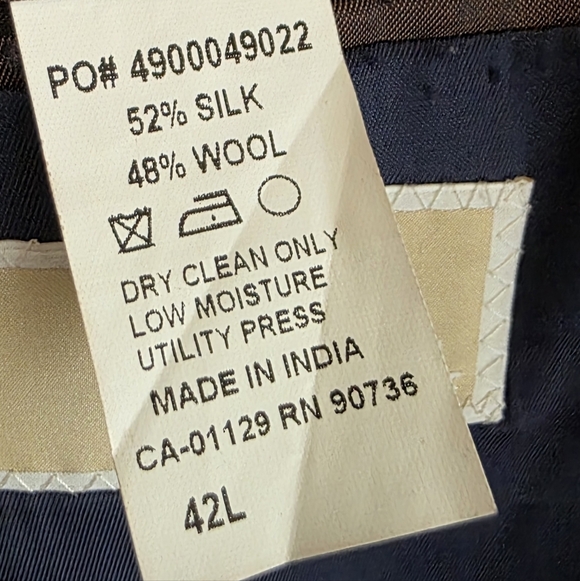 PO# 4900049022
52% SILK
48% WOOL
DRY CLEAN ONLY
LOW MOISTURE
UTILITY PRESS
MADE IN INDIA
CA-01129 RN 90736
42L